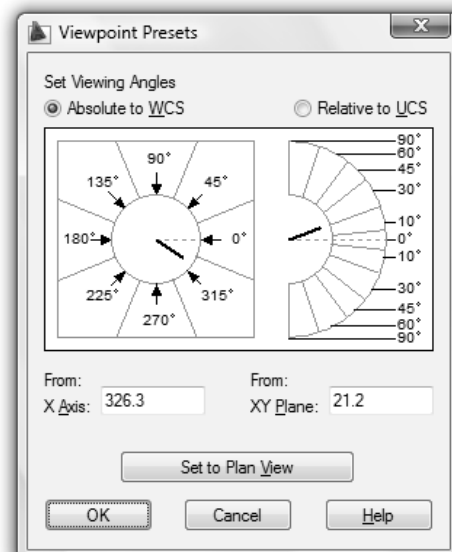 Viewpoint Presets
Set Viewing Angles
Absolute to WCS
Relative to UCS
90°
135°
45°
180°
0°
225°
315°
270°
90°
60°
45°
30°
10°
0°
10°
30°
45°
60°
90°
From:
X Axis: 326.3
From:
XY Plane: 21.2
Set to Plan View
OK
Cancel
Help